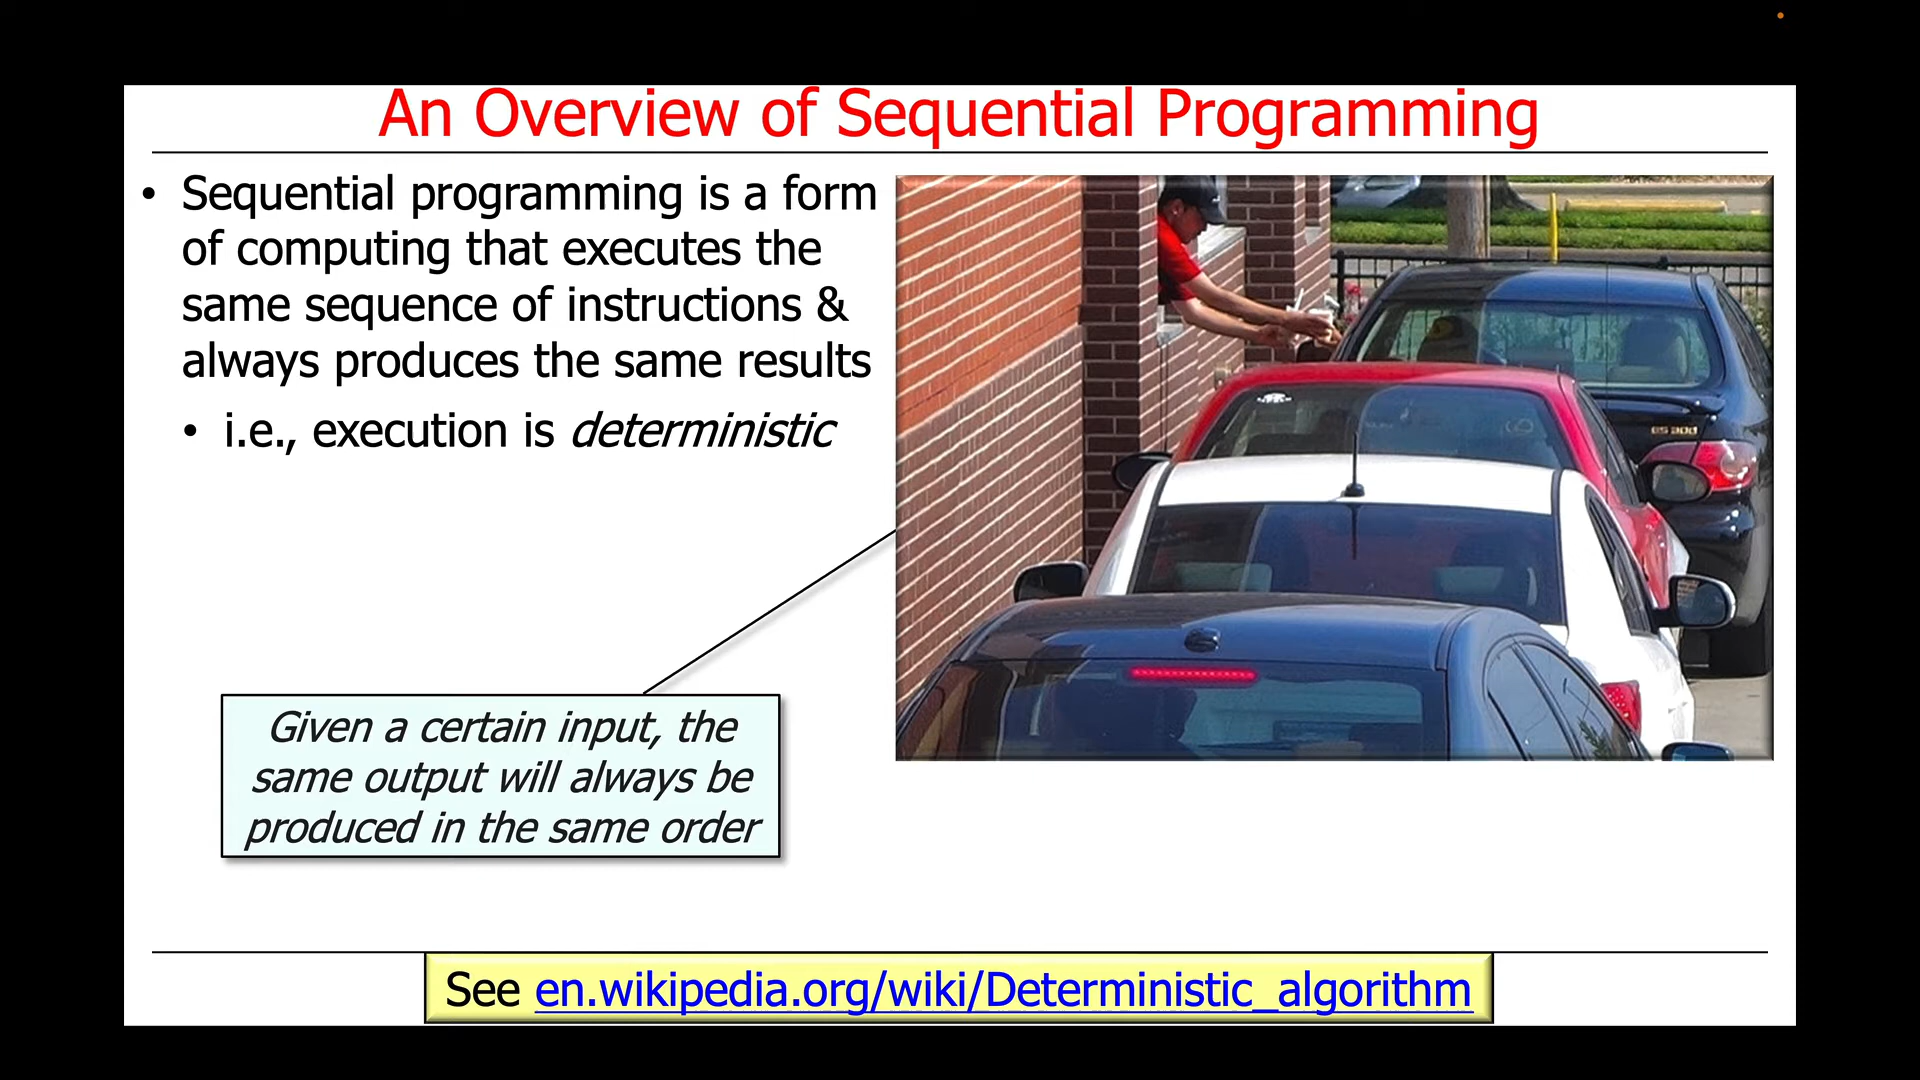 An Overview of Sequential Programming
• Sequential programming is a form
of computing that executes the
same sequence of instructions &
always produces the same results
• i.e., execution is deterministic
Given a certain input, the
same output will always be
produced in the same order
See en.wikipedia.org/wiki/Deterministic_algorithm